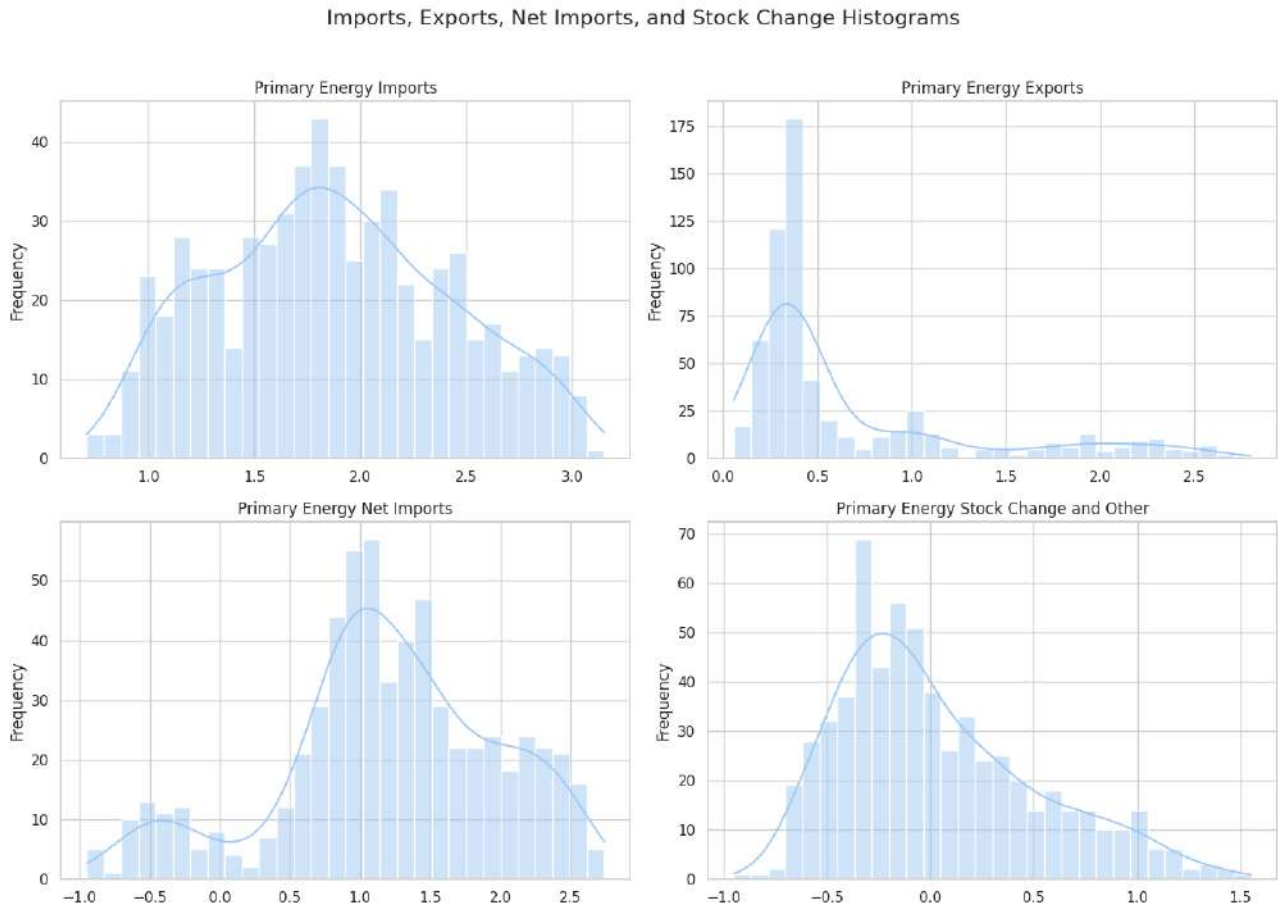 Imports, Exports, Net Imports, and Stock Change Histograms
Primary Energy Imports
Frequency
40
30
20
10
0
1.0 1.5 2.0 2.5 3.0
Primary Energy Exports
Frequency
175
150
125
100
75
50
25
0
0.0 0.5 1.0 1.5 2.0 2.5
Primary Energy Net Imports
Frequency
50
40
30
20
10
0
−1.0 −0.5 0.0 0.5 1.0 1.5 2.0 2.5
Primary Energy Stock Change and Other
Frequency
70
60
50
40
30
20
10
0
−1.0 −0.5 0.0 0.5 1.0 1.5